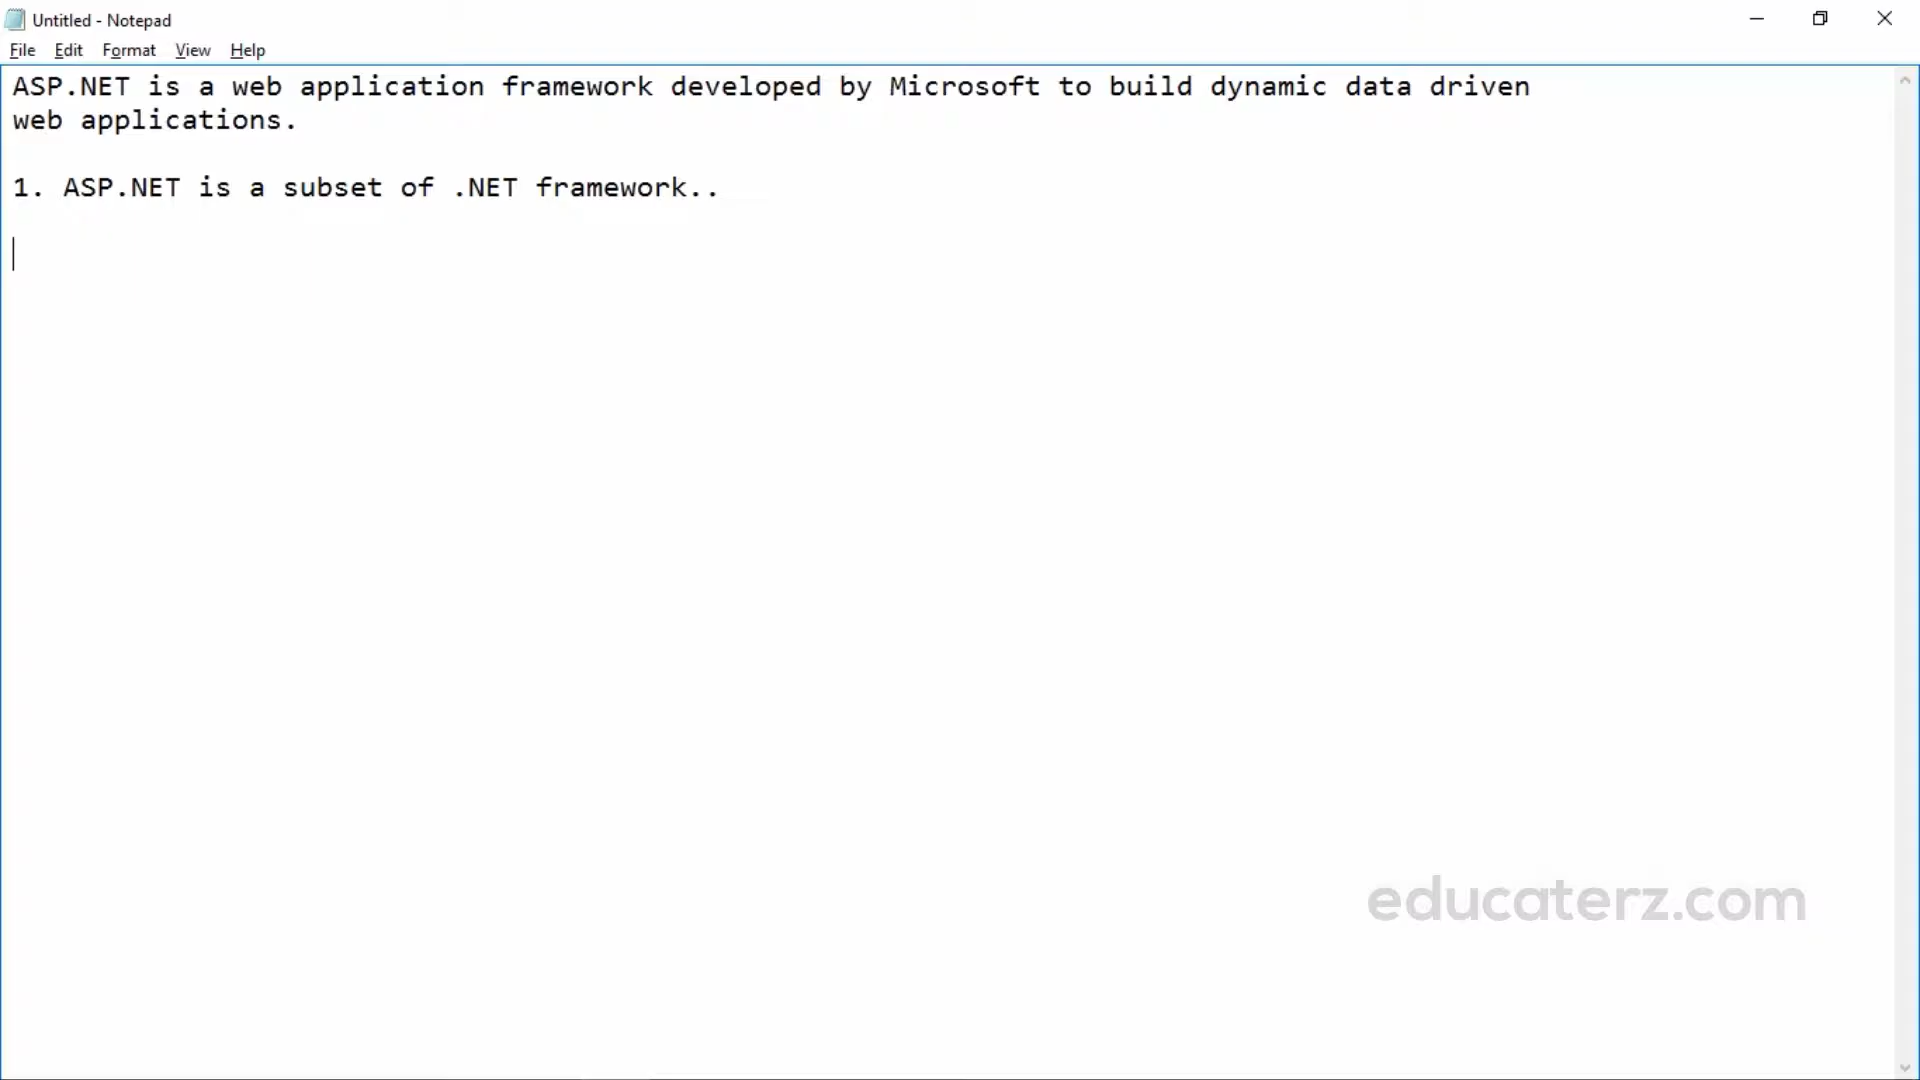 Untitled - Notepad
File Edit Format View Help
ASP.NET is a web application framework developed by Microsoft to build dynamic data driven
web applications.
1. ASP.NET is a subset of .NET framework..
educaterz.com